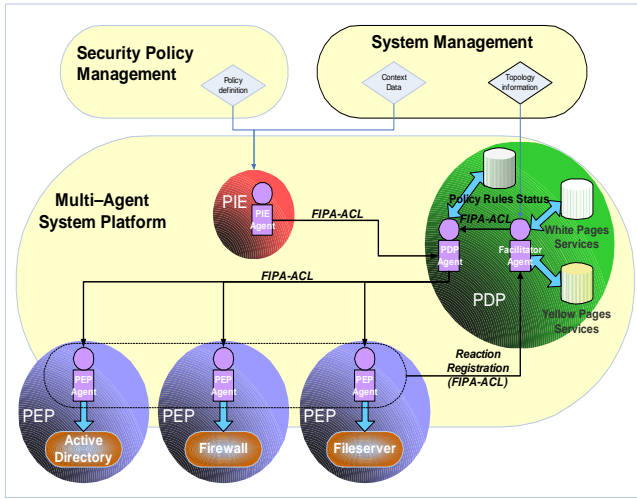 Security Policy
Management
System Management
Policy
definition
Context
Data
Topology
information
Multi–Agent
System Platform
PIE
PIE
Agent
FIPA-ACL
Policy Rules Status
FIPA-ACL
White Pages
Services
PDP
Agent
Facilitator
Agent
PDP
Yellow Pages
Services
FIPA-ACL
Reaction
Registration
(FIPA-ACL)
PEP
Agent
PEP
Agent
PEP
Agent
PEP
PEP
PEP
Active
Directory
Firewall
Fileserver